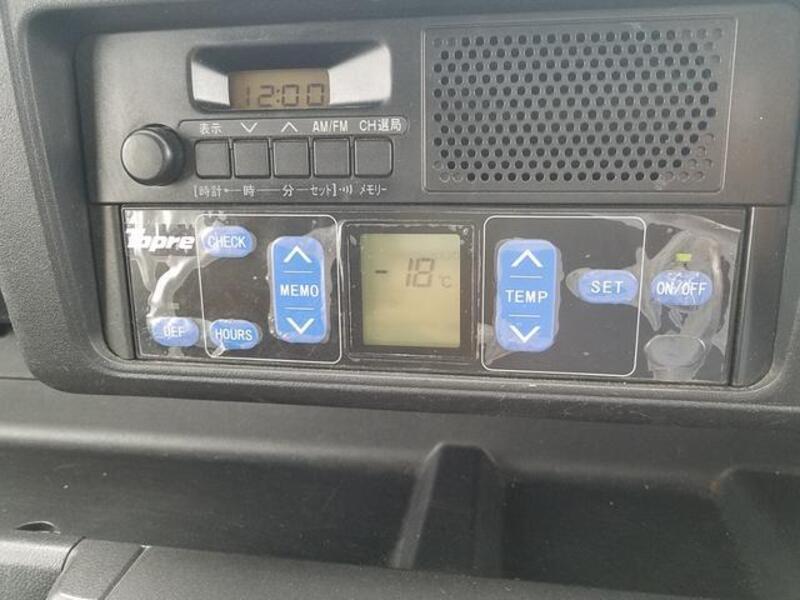 12:00
表示 AM/FM CH選局
[時計 時 分 セット] メモリー
Topre CHECK
MEMO
DEF HOURS
-18℃
TEMP SET ON/OFF